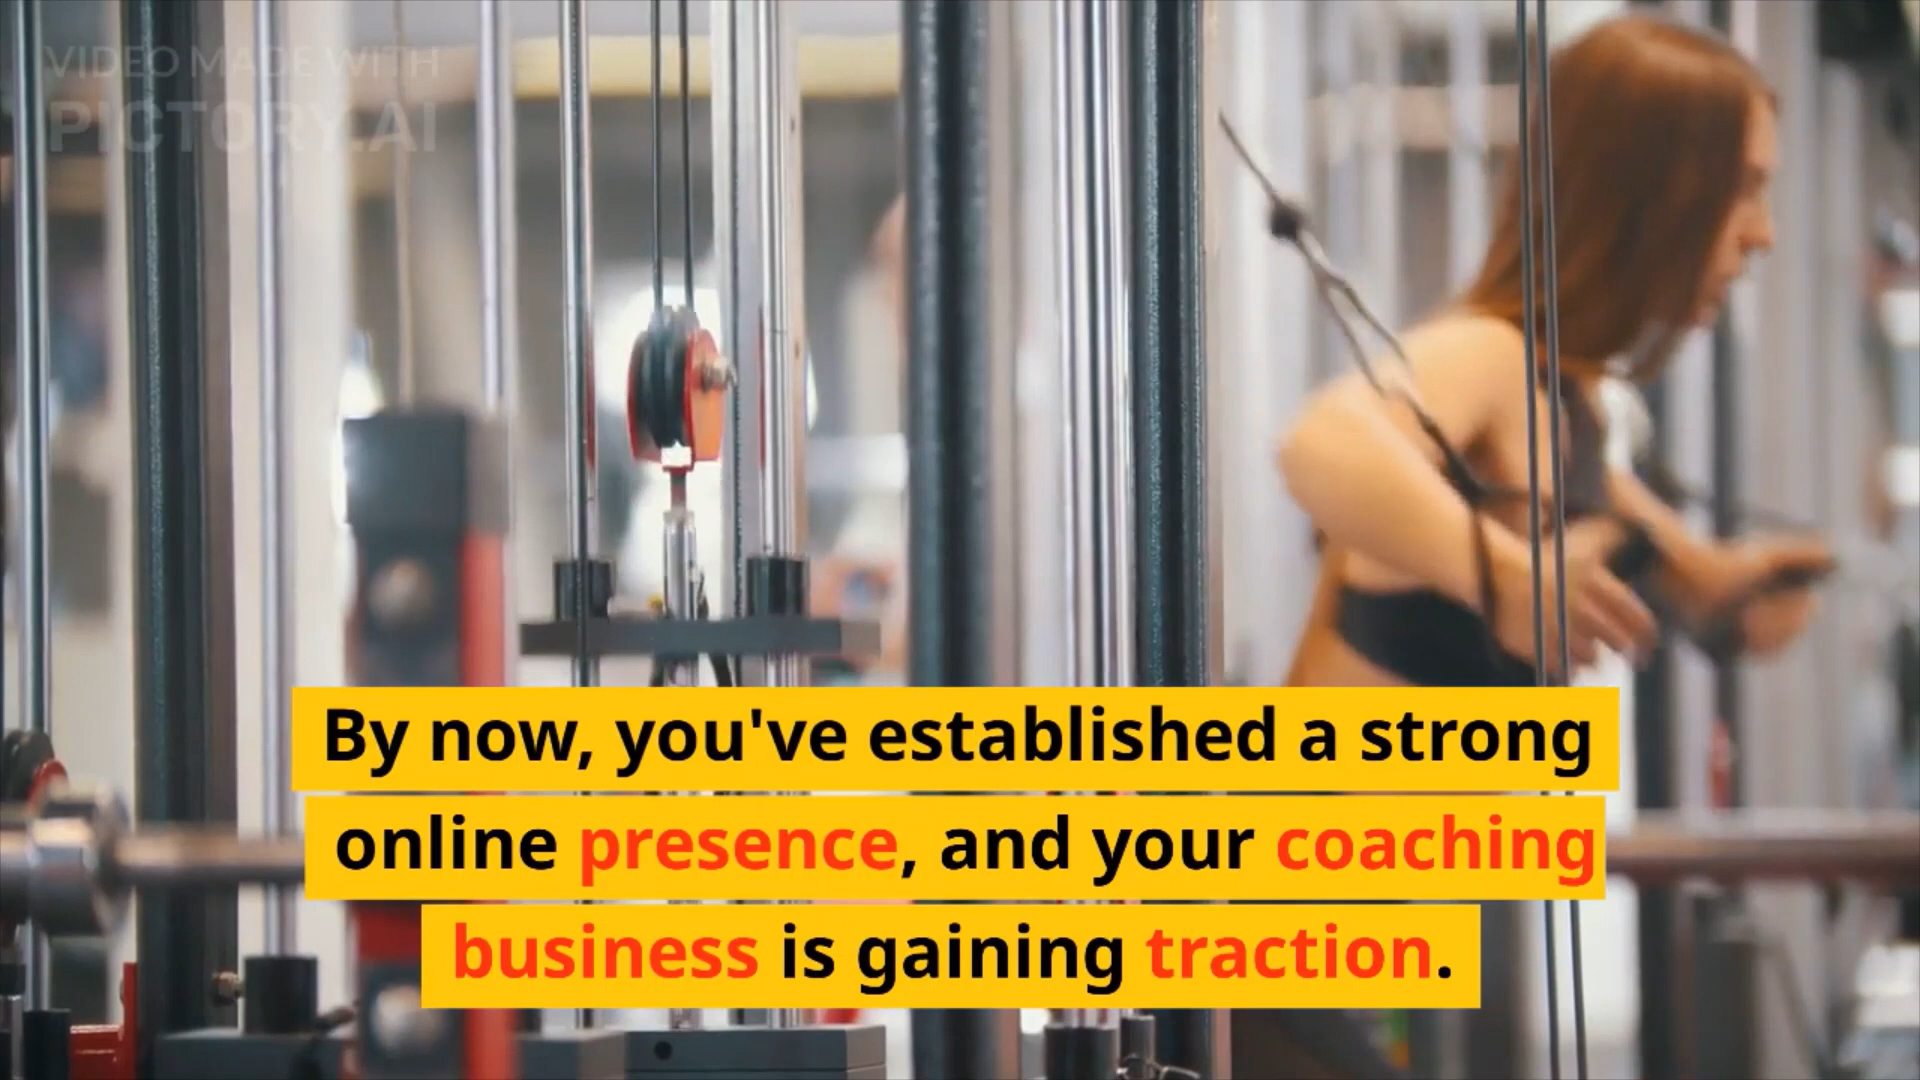 VIDEO MADE WITH
PICTORY.AI
By now, you've established a strong
online presence, and your coaching
business is gaining traction.